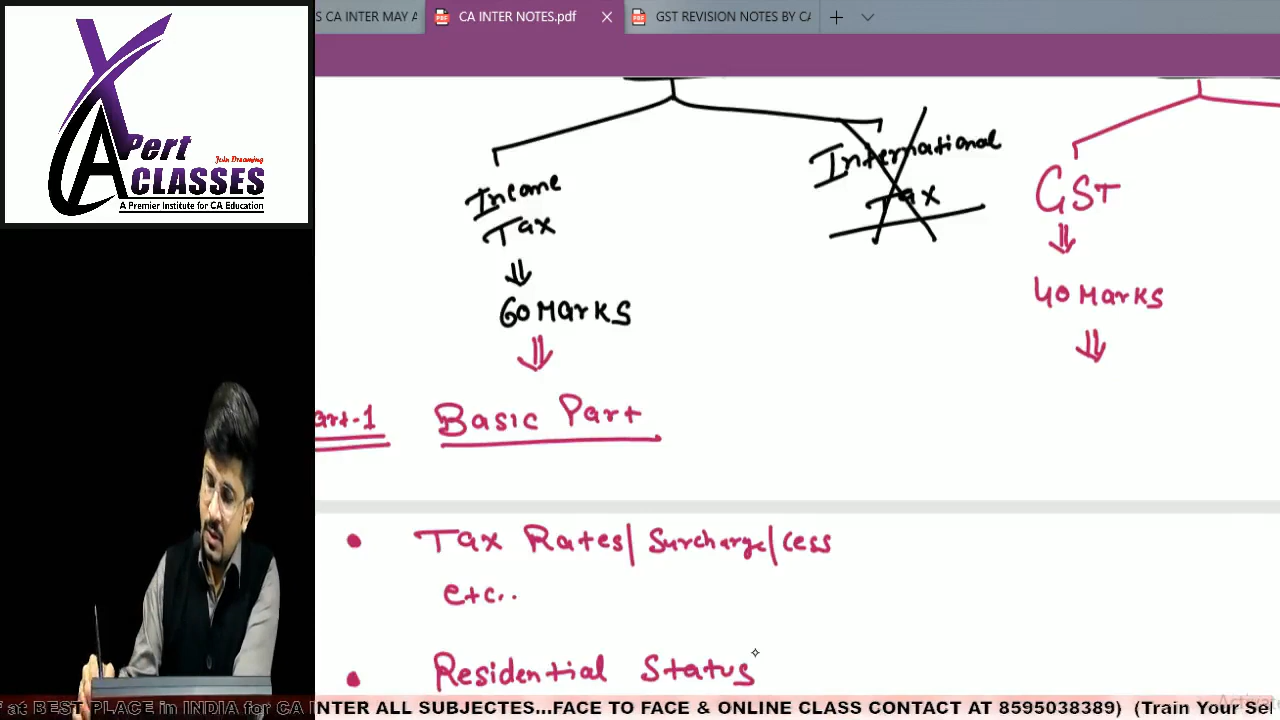 S CA INTER MAY A
CA INTER NOTES.pdf
GST REVISION NOTES BY CA
XPert
Join Dreaming
CA CLASSES
A Premier Institute for CA Education
Income
Tax
60 Marks
International
Tax
GST
40 Marks
art-1
Basic Part
• Tax Rates/Surcharge/Cess
etc..
• Residential Status
at BEST PLACE in INDIA for CA INTER ALL SUBJECTES...FACE TO FACE & ONLINE CLASS CONTACT AT 8595038389) (Train Your Sel